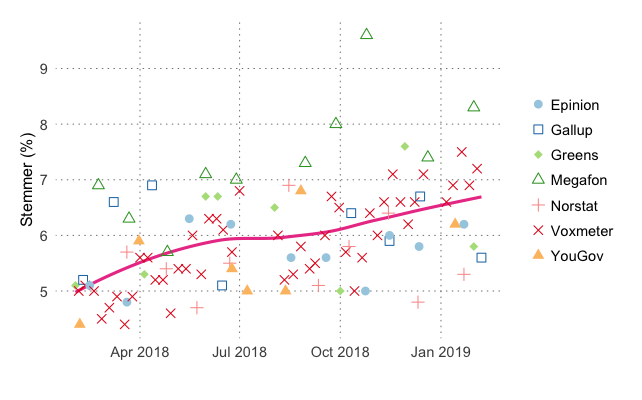 Stemmer (%)
9
8
7
6
5
Apr 2018
Jul 2018
Oct 2018
Jan 2019
Epinion
Gallup
Greens
Megafon
Norstat
Voxmeter
YouGov